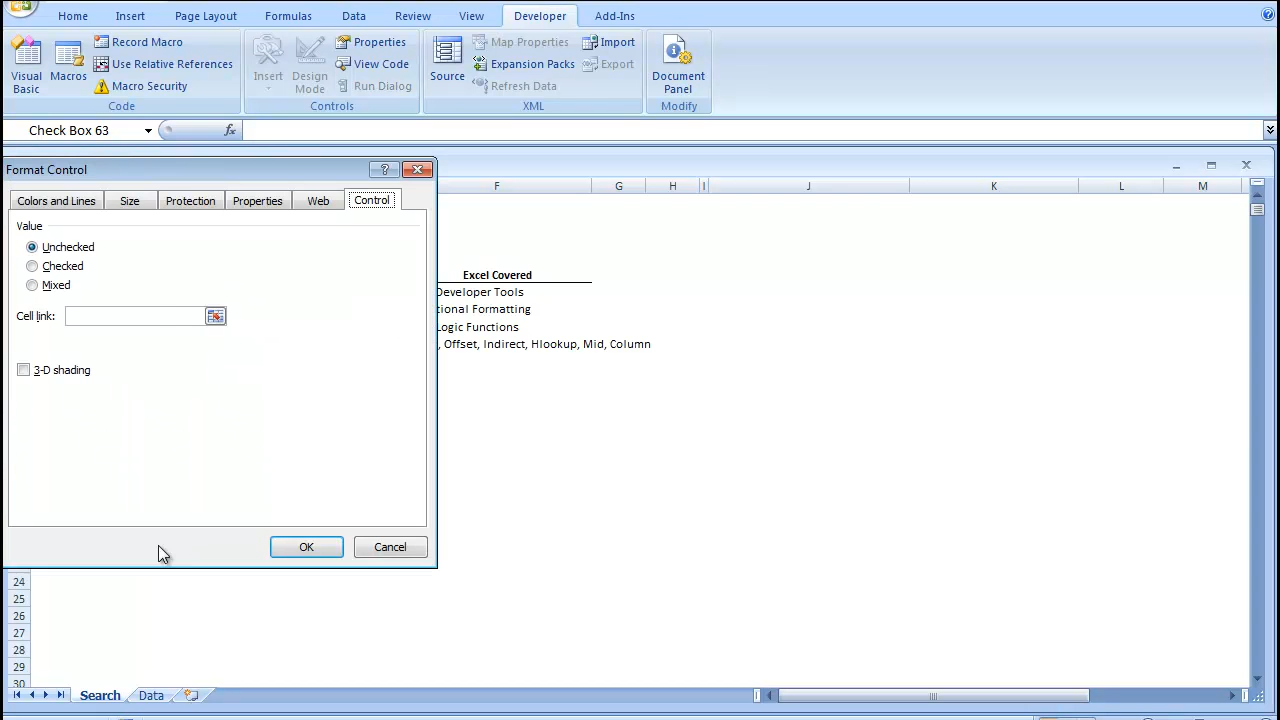 Home Insert Page Layout Formulas Data Review View Developer Add-Ins
Visual Basic
Macros
Record Macro
Use Relative References
Macro Security
Code
Insert
Design Mode
Properties
View Code
Run Dialog
Controls
Source
Map Properties
Expansion Packs
Refresh Data
Import
Export
XML
Document Panel
Modify
Check Box 63
fx
Format Control
Colors and Lines Size Protection Properties Web Control
Value
Unchecked
Checked
Mixed
Cell link:
3-D shading
OK Cancel
F G H I J K L M
Excel Covered
Developer Tools
tional Formatting
Logic Functions
, Offset, Indirect, Hlookup, Mid, Column
24
25
26
27
28
29
30
Search Data